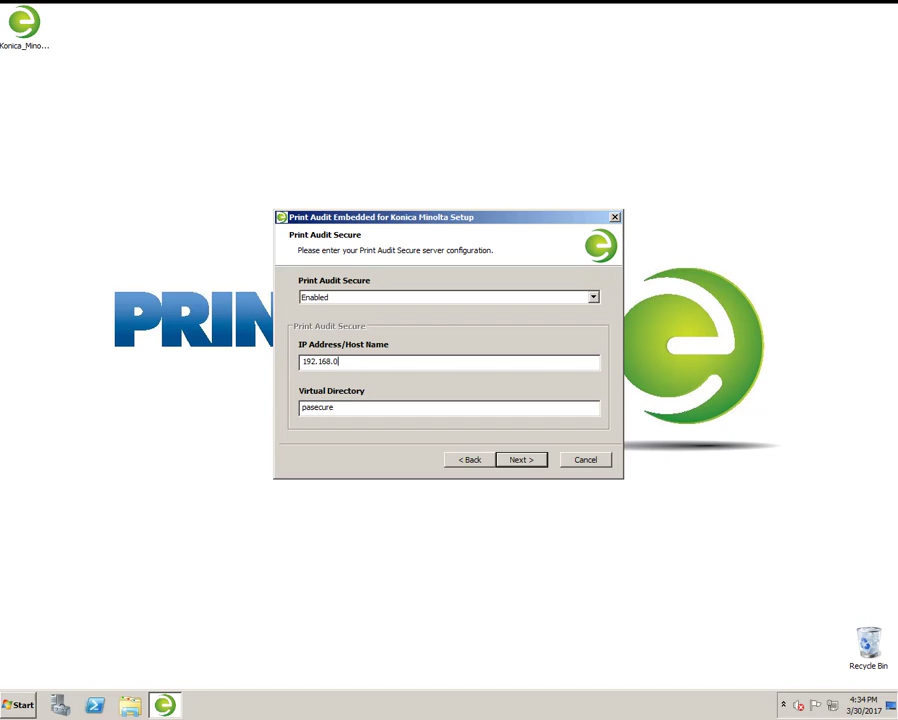 Konica_Mino...
Print Audit Embedded for Konica Minolta Setup
Print Audit Secure
Please enter your Print Audit Secure server configuration.
Print Audit Secure
Enabled
Print Audit Secure
IP Address/Host Name
192.168.0
Virtual Directory
pasecure
< Back
Next >
Cancel
PRIN
Recycle Bin
Start
4:34 PM
3/30/2017